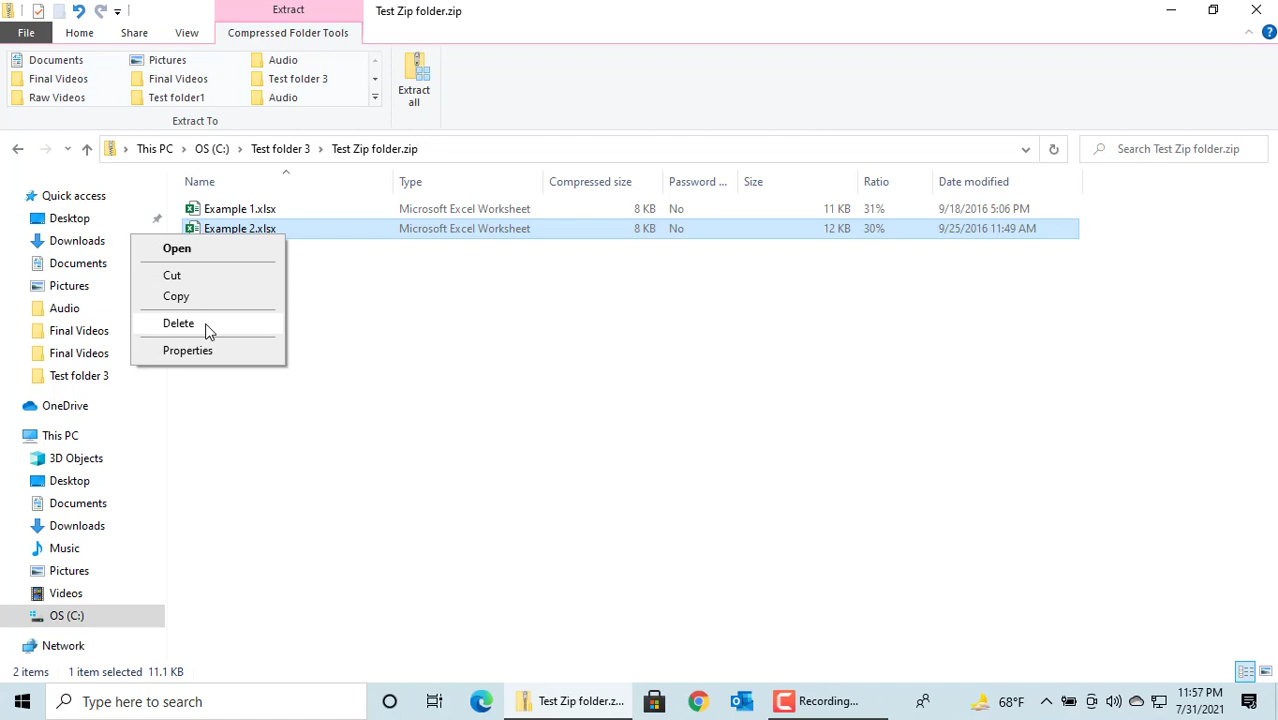 Extract
Test Zip folder.zip
File Home Share View Compressed Folder Tools
Documents Pictures Audio
Final Videos Final Videos Test folder 3
Raw Videos Test folder1 Audio
Extract all
Extract To
This PC OS (C:) Test folder 3 Test Zip folder.zip
Search Test Zip folder.zip
Name Type Compressed size Password ... Size Ratio Date modified
Example 1.xlsx Microsoft Excel Worksheet 8 KB No 11 KB 31% 9/18/2016 5:06 PM
Example 2.xlsx Microsoft Excel Worksheet 8 KB No 12 KB 30% 9/25/2016 11:49 AM
Open
Cut
Copy
Delete
Properties
Quick access
Desktop
Downloads
Documents
Pictures
Audio
Final Videos
Final Videos
Test folder 3
OneDrive
This PC
3D Objects
Desktop
Documents
Downloads
Music
Pictures
Videos
OS (C:)
Network
2 items 1 item selected 11.1 KB
Type here to search
Test Zip folder.z...
Recording...
68°F
11:57 PM
7/31/2021